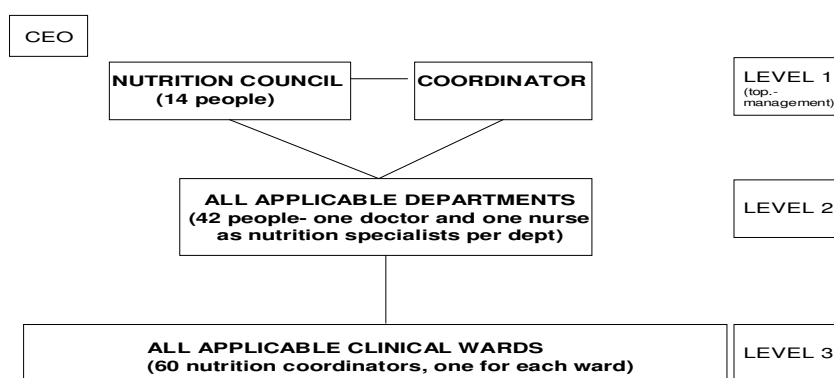 CEO
NUTRITION COUNCIL
(14 people)
COORDINATOR
LEVEL 1
(top.-
management)
ALL APPLICABLE DEPARTMENTS
(42 people- one doctor and one nurse
as nutrition specialists per dept)
LEVEL 2
ALL APPLICABLE CLINICAL WARDS
(60 nutrition coordinators, one for each ward)
LEVEL 3